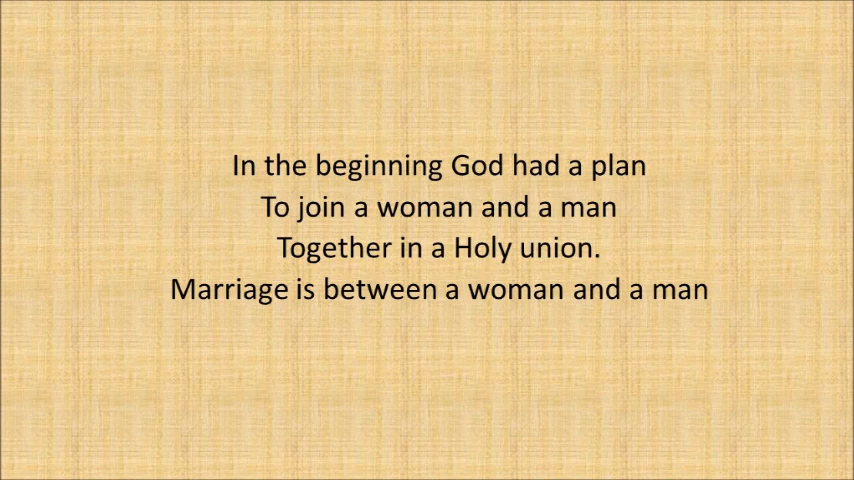 In the beginning God had a plan
To join a woman and a man
Together in a Holy union.
Marriage is between a woman and a man